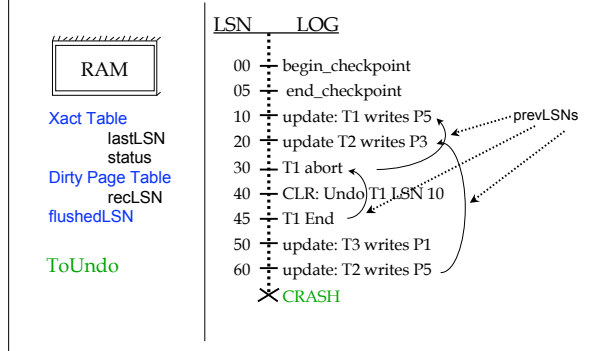 RAM
Xact Table
lastLSN
status
Dirty Page Table
recLSN
flushedLSN
ToUndo
LSN LOG
00 begin_checkpoint
05 end_checkpoint
10 update: T1 writes P5
20 update T2 writes P3
30 T1 abort
40 CLR: Undo T1 LSN 10
45 T1 End
50 update: T3 writes P1
60 update: T2 writes P5
CRASH
prevLSNs